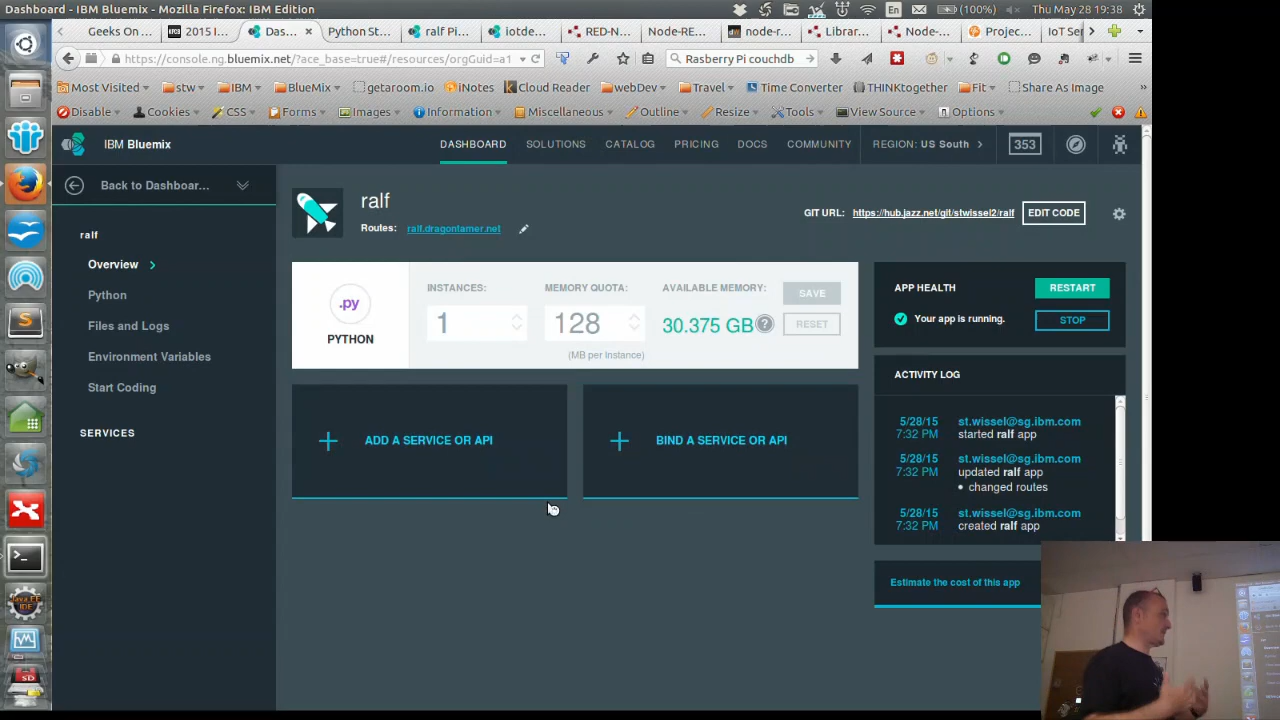 Dashboard - IBM Bluemix - Mozilla Firefox: IBM Edition
En
(100%)
Thu May 28 19:38
Geeks On ...
2015 I...
Das...
Python St...
ralf Pi...
iotde...
RED-N...
Node-RE...
node-r...
Librar...
Node-...
Projec...
IoT Ser
https://console.ng.bluemix.net/?ace_base=true#/resources/orgGuid=a1
Rasberry Pi couchdb
Most Visited
stw
IBM
BlueMix
getaroom.io
iNotes
Cloud Reader
webDev
Travel
Time Converter
THINKtogether
Fit
Share As Image
Disable
Cookies
CSS
Forms
Images
Information
Miscellaneous
Outline
Resize
Tools
View Source
Options
IBM Bluemix
DASHBOARD
SOLUTIONS
CATALOG
PRICING
DOCS
COMMUNITY
REGION: US South
353
Back to Dashboar...
ralf
Overview
Python
Files and Logs
Environment Variables
Start Coding
SERVICES
ralf
Routes: ralf.dragontamer.net
GIT URL: https://hub.jazz.net/git/stwissel2/ralf
EDIT CODE
.py
PYTHON
INSTANCES:
1
MEMORY QUOTA:
128
(MB per Instance)
AVAILABLE MEMORY:
30.375 GB
?
SAVE
RESET
ADD A SERVICE OR API
BIND A SERVICE OR API
APP HEALTH
RESTART
Your app is running.
STOP
ACTIVITY LOG
5/28/15 st.wissel@sg.ibm.com
7:32 PM started ralf app
5/28/15 st.wissel@sg.ibm.com
7:32 PM updated ralf app
• changed routes
5/28/15 st.wissel@sg.ibm.com
7:32 PM created ralf app
Estimate the cost of this app